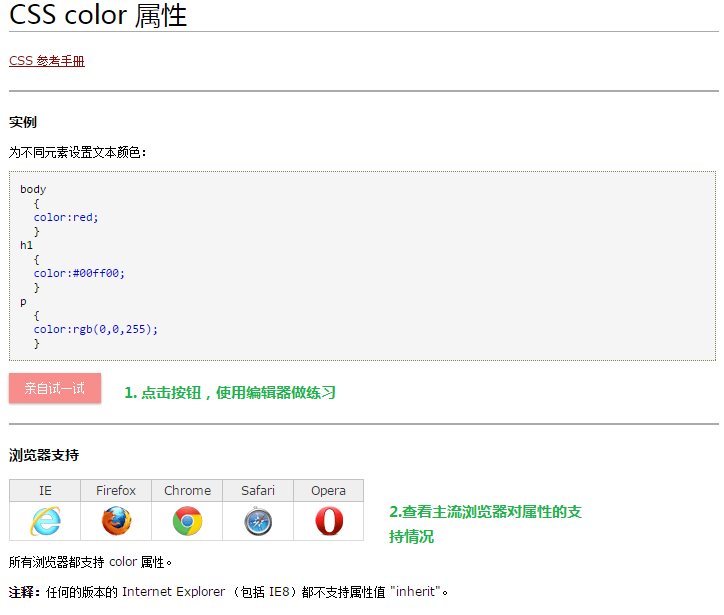 CSS color 属性
CSS 参考手册
实例
为不同元素设置文本颜色：
body
{
color:red;
}
h1
{
color:#00ff00;
}
p
{
color:rgb(0,0,255);
}
亲自试一试
1. 点击按钮，使用编辑器做练习
浏览器支持
IE Firefox Chrome Safari Opera
2.查看主流浏览器对属性的支
持情况
所有浏览器都支持 color 属性。
注释：任何的版本的 Internet Explorer （包括 IE8）都不支持属性值 "inherit"。